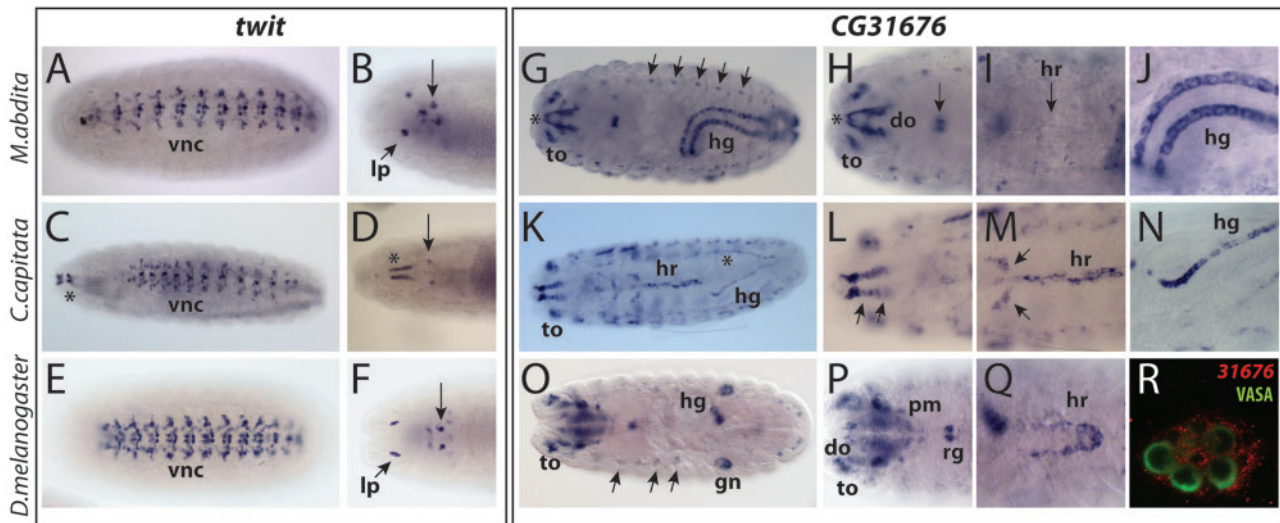 twit
CG31676
M.abdita
A
vnc
B
lp
G
*
to
hg
H
*
do
to
I
hr
J
hg
C.capitata
C
*
vnc
D
*
K
hr
*
hg
to
L
M
hr
N
hg
D.melanogaster
E
vnc
F
lp
O
hg
to
gn
P
pm
do
rg
to
Q
hr
R
31676
VASA